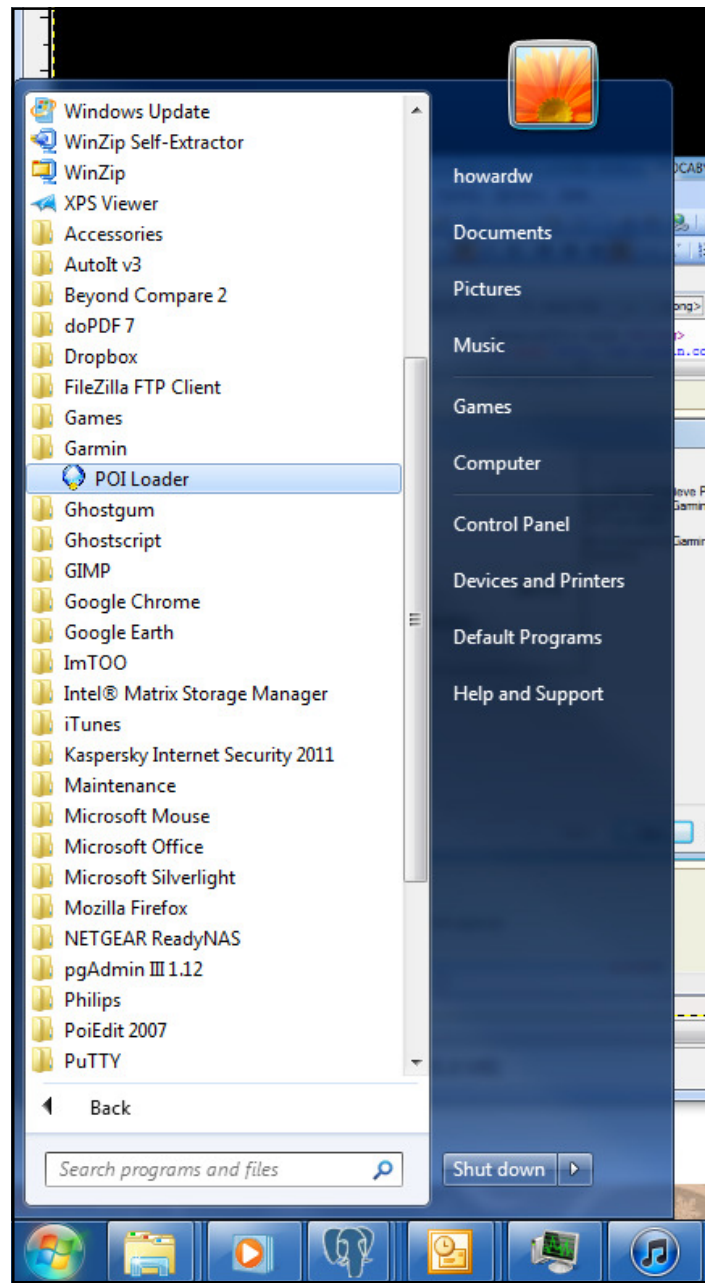 Windows Update
WinZip Self-Extractor
WinZip
XPS Viewer
Accessories
AutoIt v3
Beyond Compare 2
doPDF 7
Dropbox
FileZilla FTP Client
Games
Garmin
POI Loader
Ghostgum
Ghostscript
GIMP
Google Chrome
Google Earth
ImTOO
Intel® Matrix Storage Manager
iTunes
Kaspersky Internet Security 2011
Maintenance
Microsoft Mouse
Microsoft Office
Microsoft Silverlight
Mozilla Firefox
NETGEAR ReadyNAS
pgAdmin III 1.12
Philips
PoiEdit 2007
PuTTY
Back
Search programs and files
howardw
Documents
Pictures
Music
Games
Computer
Control Panel
Devices and Printers
Default Programs
Help and Support
Shut down